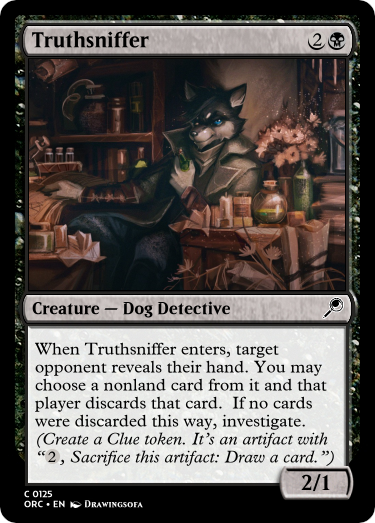 Truthsniffer 2
Creature — Dog Detective
When Truthsniffer enters, target
opponent reveals their hand. You may
choose a nonland card from it and that
player discards that card. If no cards
were discarded this way, investigate.
(Create a Clue token. It's an artifact with
“2, Sacrifice this artifact: Draw a card.”)
2/1
C 0125
ORC • EN Drawingsofa